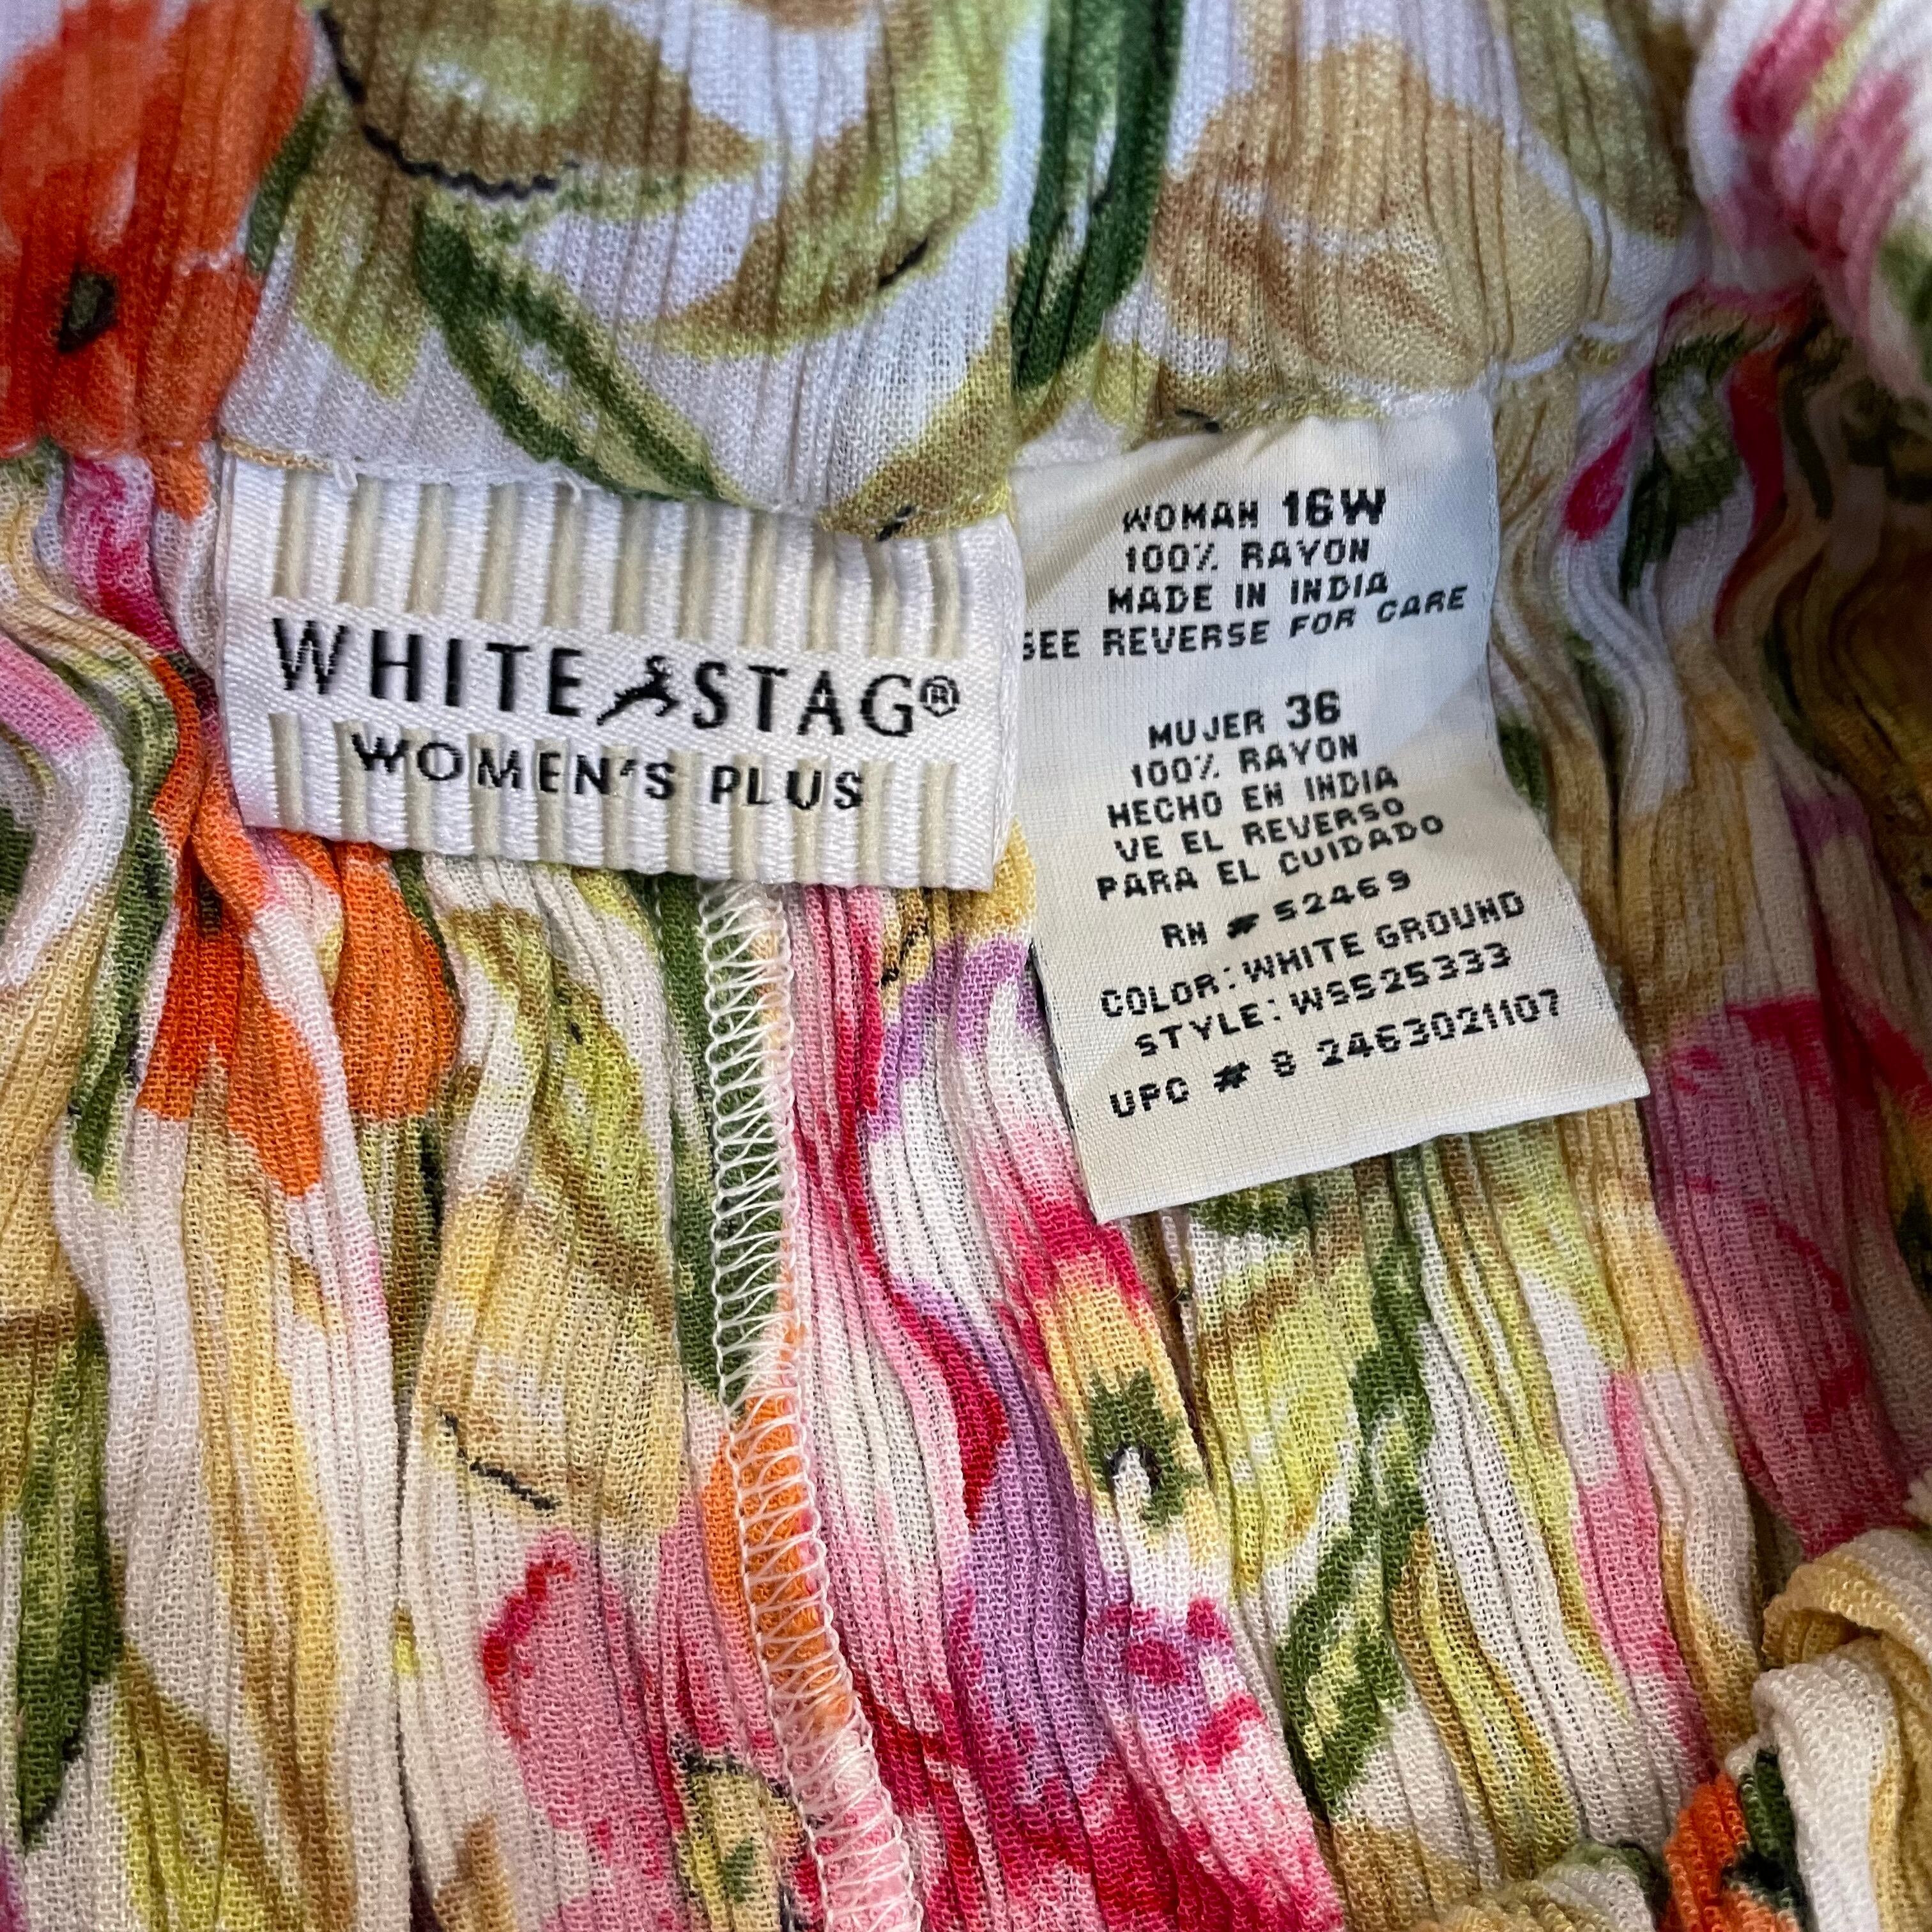 WHITE STAG®
WOMEN'S PLUS
WOMAN 16W
100% RAYON
MADE IN INDIA
SEE REVERSE FOR CARE
MUJER 36
100% RAYON
HECHO EN INDIA
VE EL REVERSO
PARA EL CUIDADO
RN # 52469
COLOR: WHITE GROUND
STYLE: WS525333
UPC # 8 2463021107